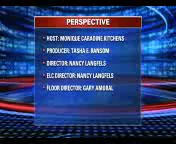 PERSPECTIVE
· HOST: MONIQUE CARADINE KITCHENS
· PRODUCER: TASHA E. RANSOM
· DIRECTOR: NANCY LANGFELS
· ELC DIRECTOR: NANCY LANGFELS
· FLOOR DIRECTOR: GARY AMORAL